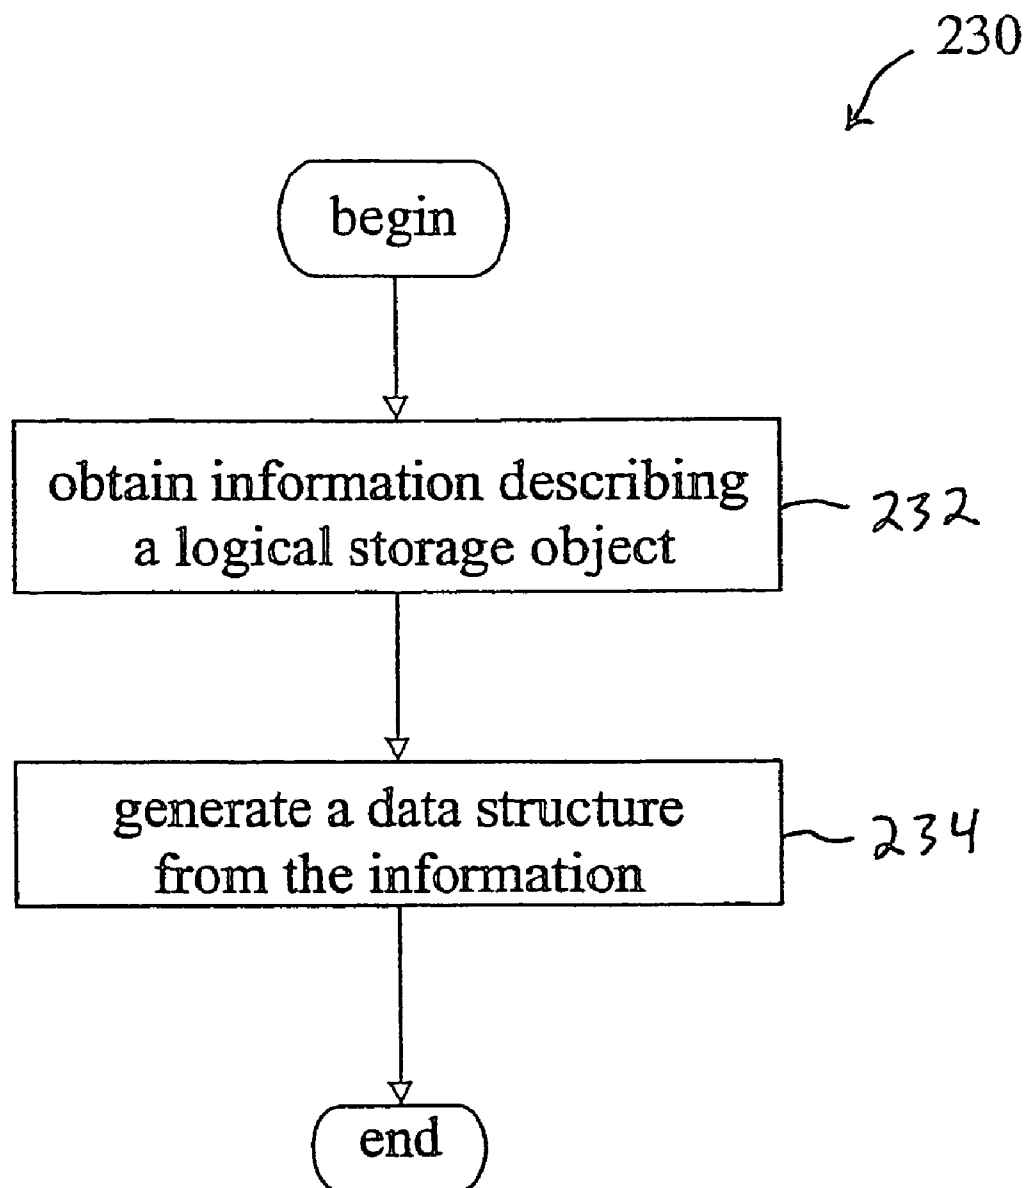 230
begin
obtain information describing
a logical storage object
232
generate a data structure
from the information
234
end